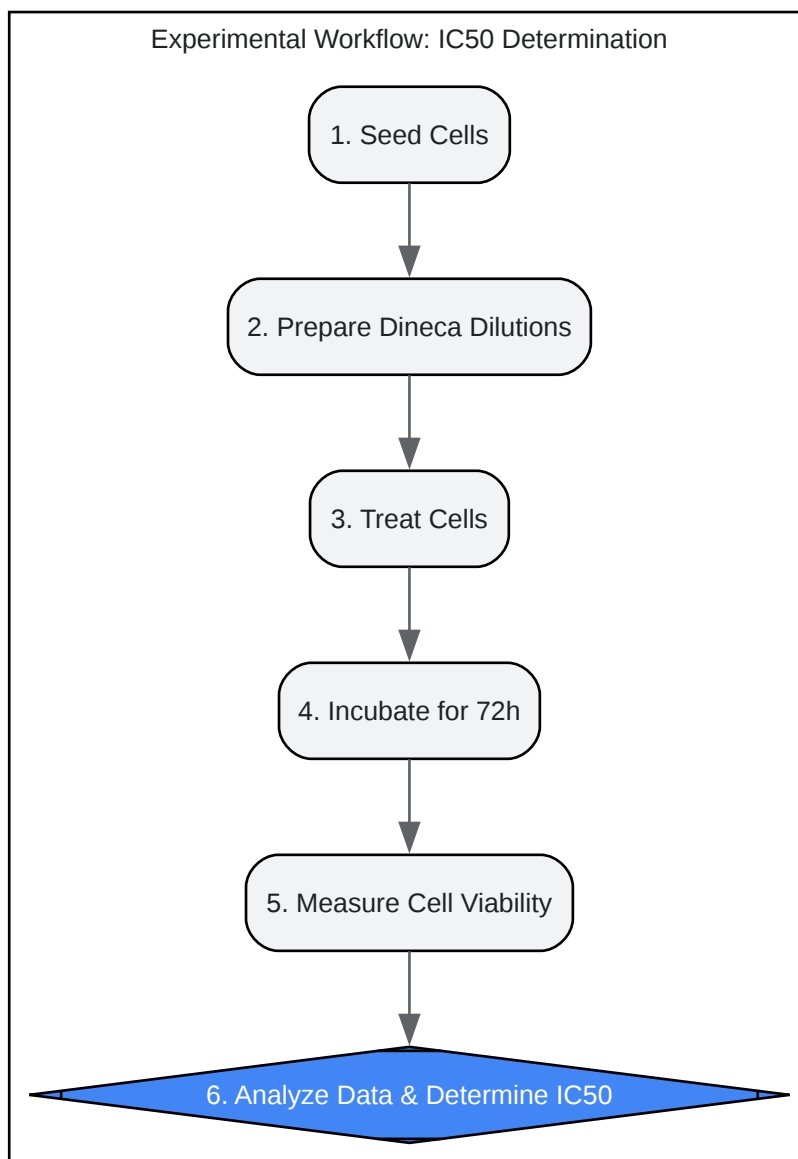 Experimental Workflow: IC50 Determination
1. Seed Cells
2. Prepare Dineca Dilutions
3. Treat Cells
4. Incubate for 72h
5. Measure Cell Viability
6. Analyze Data & Determine IC50